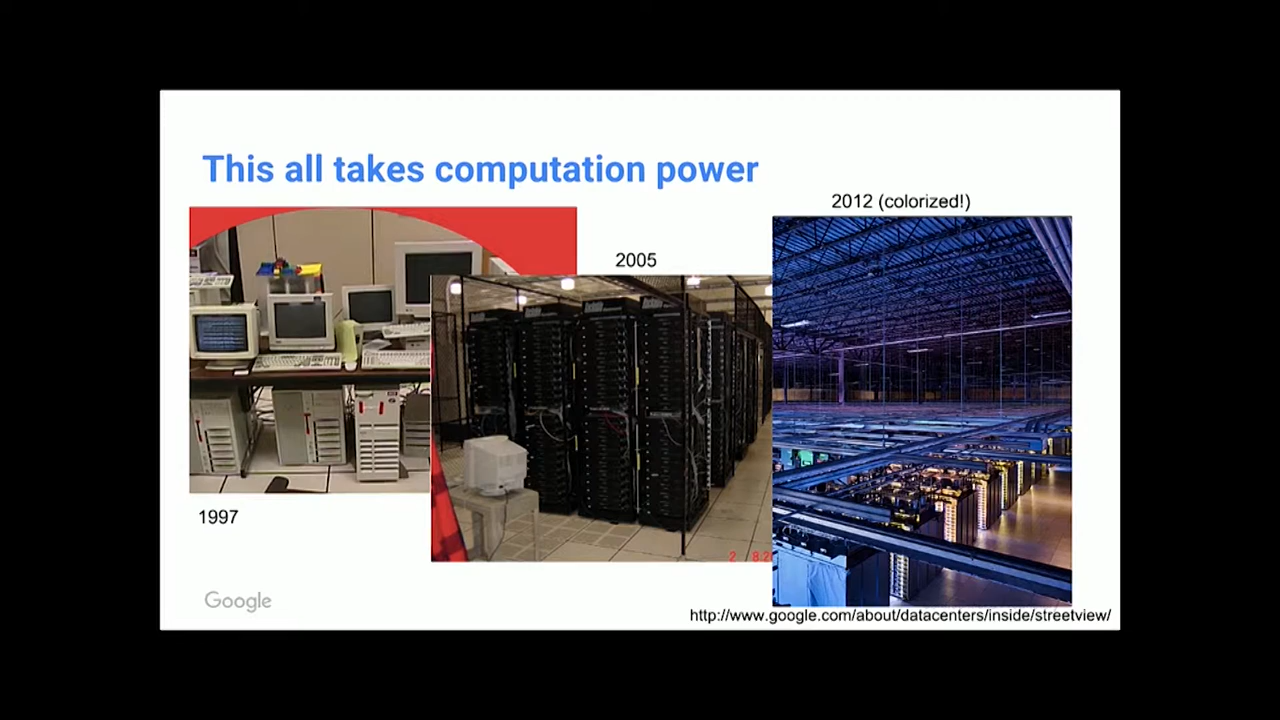 This all takes computation power
2012 (colorized!)
2005
1997
Google
http://www.google.com/about/datacenters/inside/streetview/